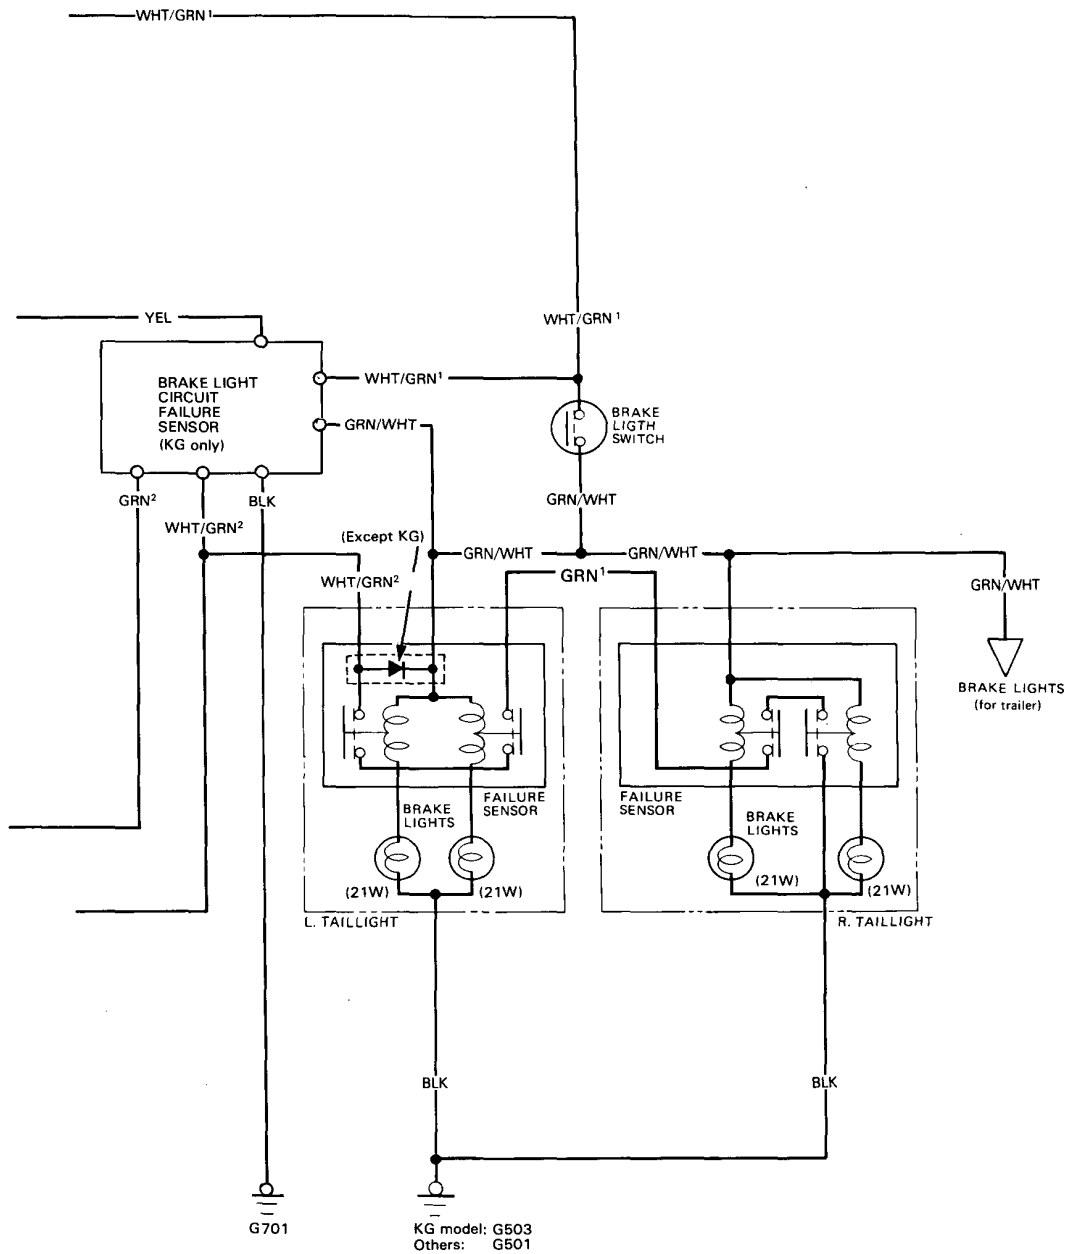 WHT/GRN1
YEL
WHT/GRN1
BRAKE LIGHT
CIRCUIT
FAILURE
SENSOR
(KG only)
WHT/GRN1
GRN/WHT
BRAKE
LIGTH
SWITCH
GRN2
BLK
WHT/GRN2
GRN/WHT
(Except KG)
GRN/WHT
GRN/WHT
WHT/GRN2
GRN1
GRN/WHT
BRAKE LIGHTS
(for trailer)
BRAKE
LIGHTS
FAILURE
SENSOR
FAILURE
SENSOR
BRAKE
LIGHTS
(21W)
(21W)
(21W)
(21W)
L. TAILLIGHT
R. TAILLIGHT
BLK
BLK
G701
KG model: G503
Others: G501